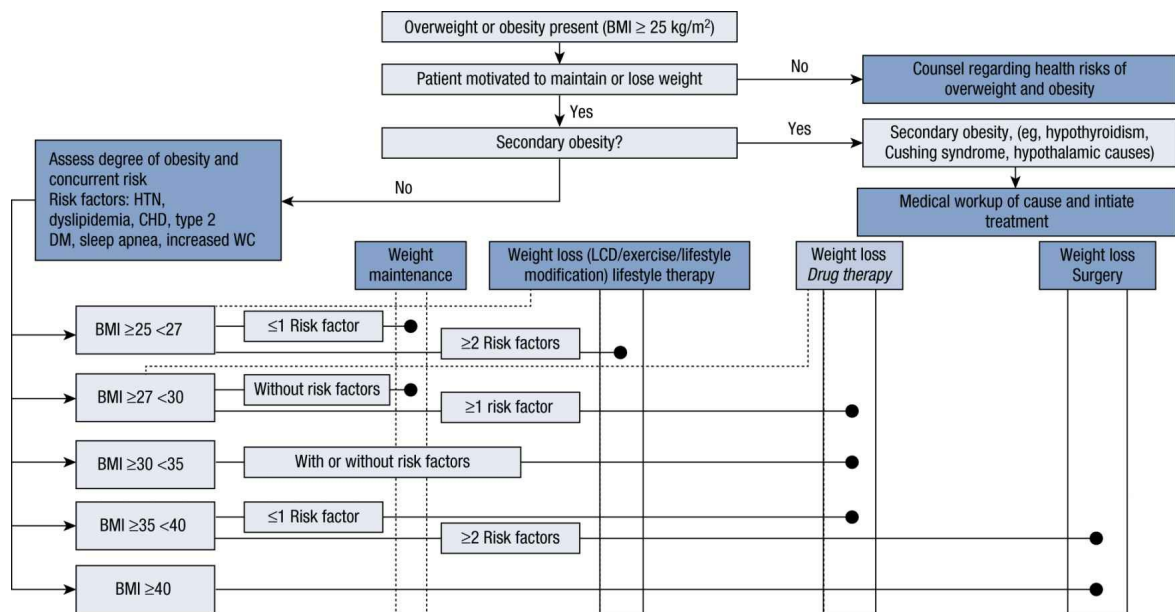 Overweight or obesity present (BMI ≥ 25 kg/m²)
Patient motivated to maintain or lose weight
No
Counsel regarding health risks of
overweight and obesity
Yes
Secondary obesity?
Yes
Secondary obesity, (eg, hypothyroidism,
Cushing syndrome, hypothalamic causes)
Medical workup of cause and intiate
treatment
No
Assess degree of obesity and
concurrent risk
Risk factors: HTN,
dyslipidemia, CHD, type 2
DM, sleep apnea, increased WC
Weight
maintenance
Weight loss (LCD/exercise/lifestyle
modification) lifestyle therapy
Weight loss
Drug therapy
Weight loss
Surgery
BMI ≥25 <27
≤1 Risk factor
≥2 Risk Factors
BMI ≥27 <30
Without risk factors
≥1 risk factor
BMI ≥30 <35
With or without risk factors
BMI ≥35 <40
≤1 Risk factor
≥2 Risk Factors
BMI ≥40